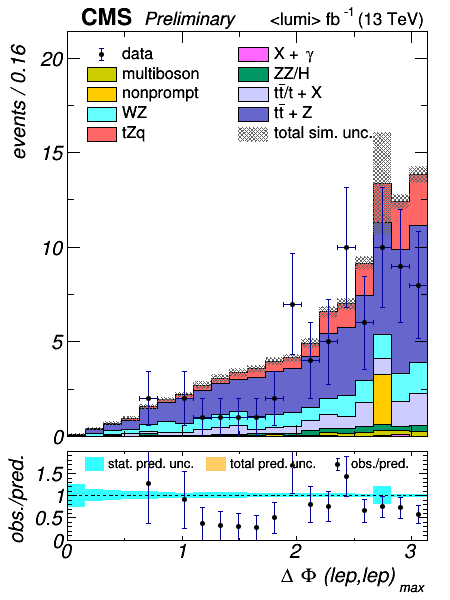 CMS Preliminary <lumi> fb⁻¹ (13 TeV)
events / 0.16
20
15
10
5
0
data
multiboson
nonprompt
WZ
tZq
X + γ
ZZ/H
tt̄/t + X
tt̄ + Z
total sim. unc.
obs./pred.
1.5
1
0.5
0
stat. pred. unc.
total pred. unc.
obs./pred.
0 1 2 3
Δ Φ (lep,lep) max